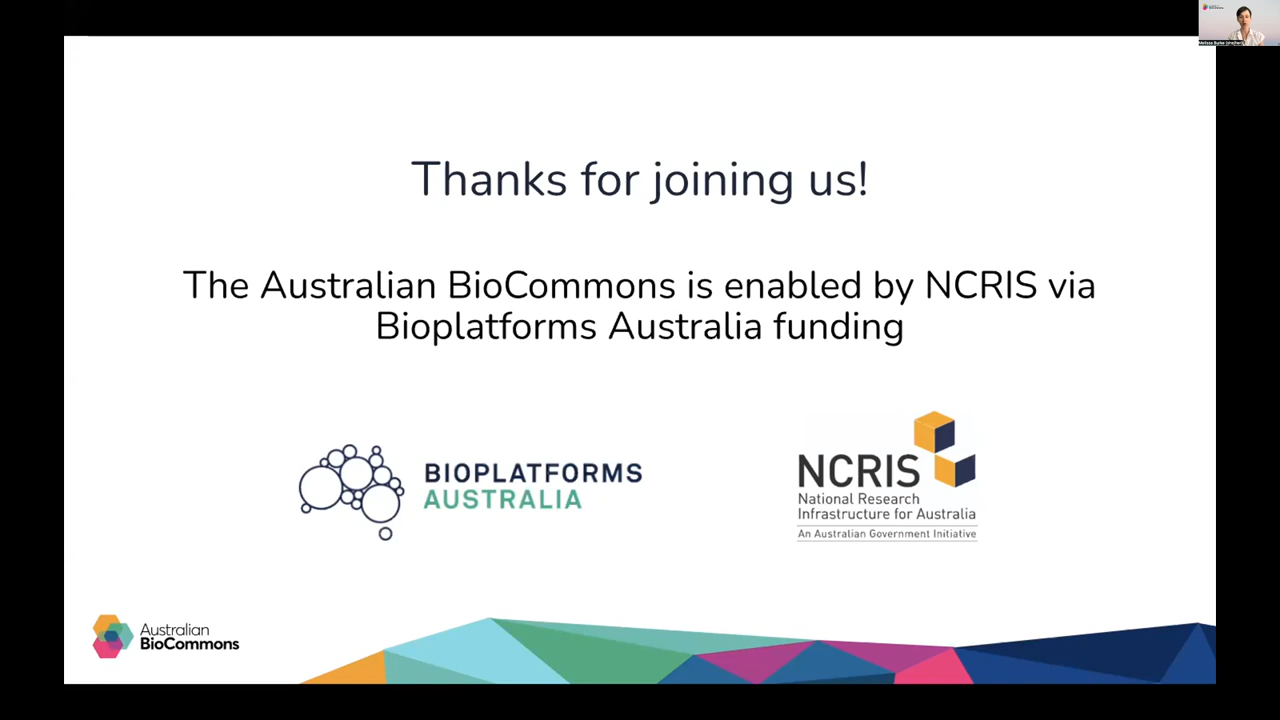 Thanks for joining us!
The Australian BioCommons is enabled by NCRIS via
Bioplatforms Australia funding
BIOPLATFORMS
AUSTRALIA
NCRIS
National Research
Infrastructure for Australia
An Australian Government Initiative
Australian
BioCommons